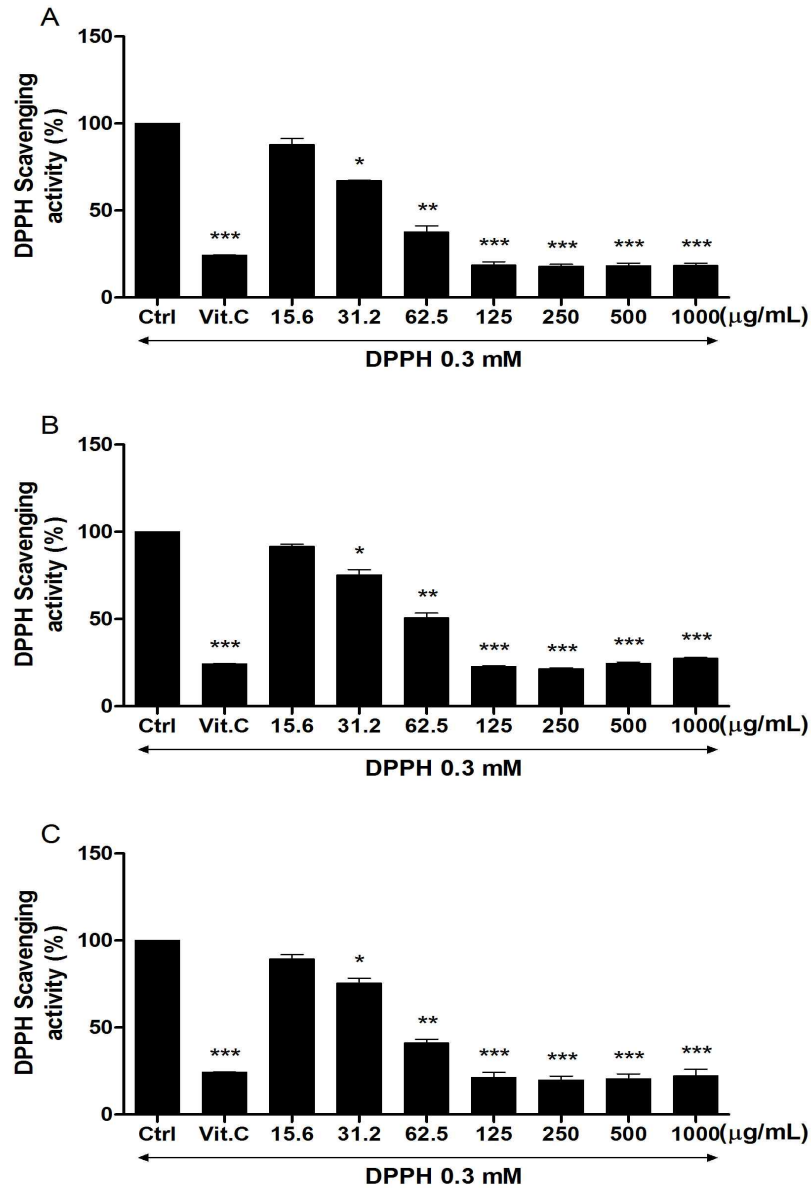 A
150
100
50
0
DPPH Scavenging
activity (%)
***
*
**
***
***
***
***
Ctrl Vit.C 15.6 31.2 62.5 125 250 500 1000 (μg/mL)
DPPH 0.3 mM
B
150
100
50
0
DPPH Scavenging
activity (%)
***
*
**
***
***
***
***
Ctrl Vit.C 15.6 31.2 62.5 125 250 500 1000 (μg/mL)
DPPH 0.3 mM
C
150
100
50
0
DPPH Scavenging
activity (%)
***
*
**
***
***
***
***
Ctrl Vit.C 15.6 31.2 62.5 125 250 500 1000 (μg/mL)
DPPH 0.3 mM